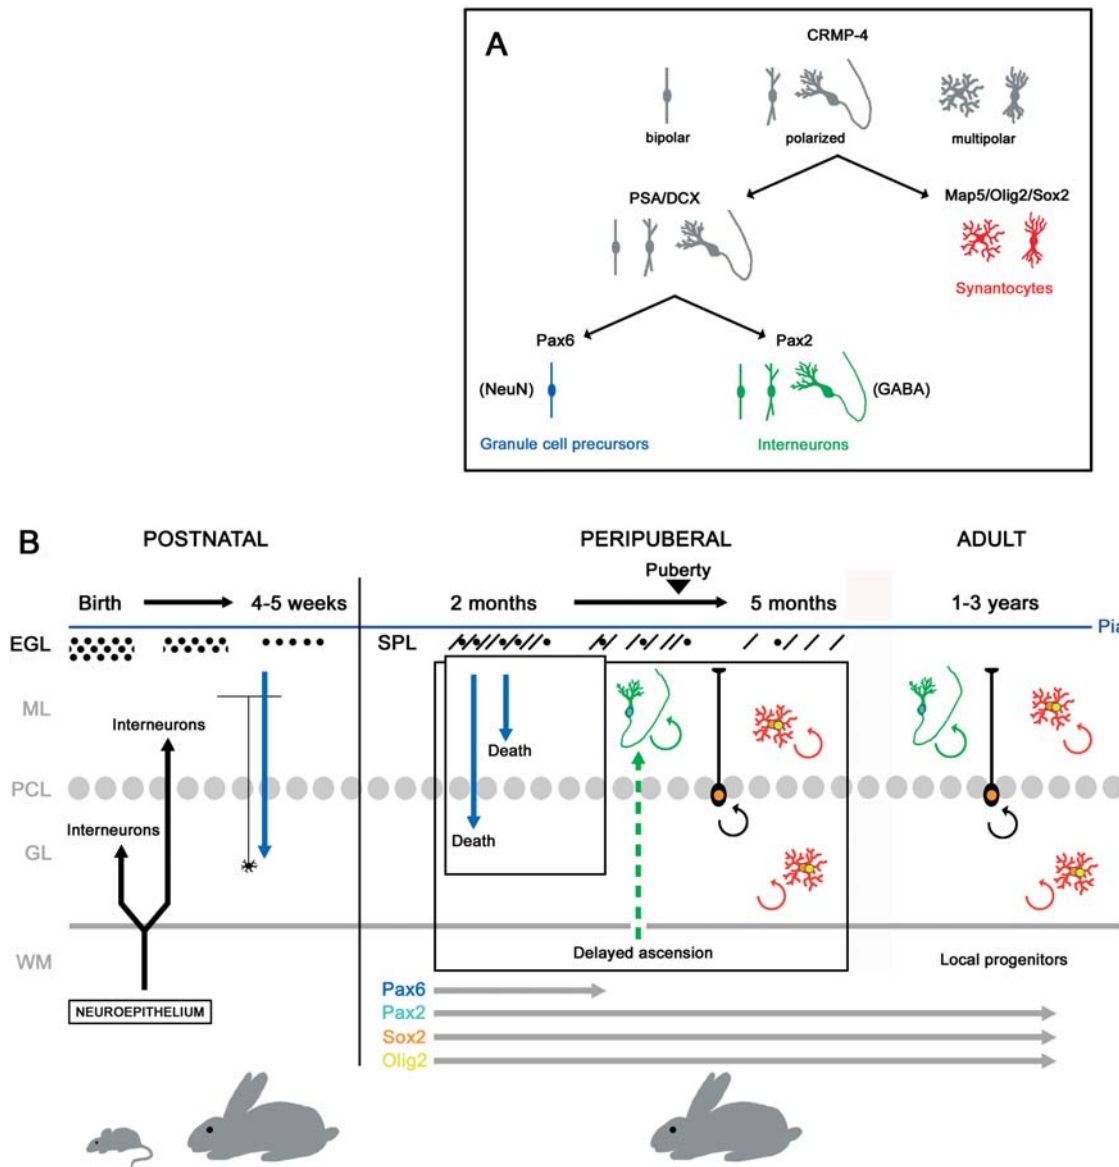 A
CRMP-4
bipolar
polarized
multipolar
PSA/DCX
Map5/Olig2/Sox2
Synantocytes
Pax6
Pax2
(NeuN)
(GABA)
Granule cell precursors
Interneurons
B
POSTNATAL
PERIPUBERAL
ADULT
Puberty
Birth
4-5 weeks
2 months
5 months
1-3 years
Pia
EGL
SPL
ML
Interneurons
Death
PCL
Interneurons
Death
GL
Delayed ascension
Local progenitors
WM
NEUROEPITHELIUM
Pax6
Pax2
Sox2
Olig2